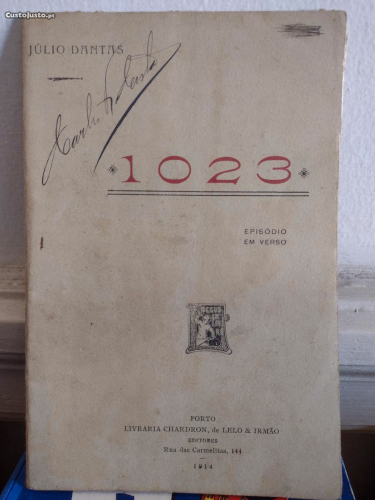 CustoJusto.pt
JÚLIO DANTAS
1023
EPISÓDIO
EM VERSO
PORTO
LIVRARIA CHARDRON, de LELO & IRMÃO
EDITORES
Rua das Carmelitas, 144
1914